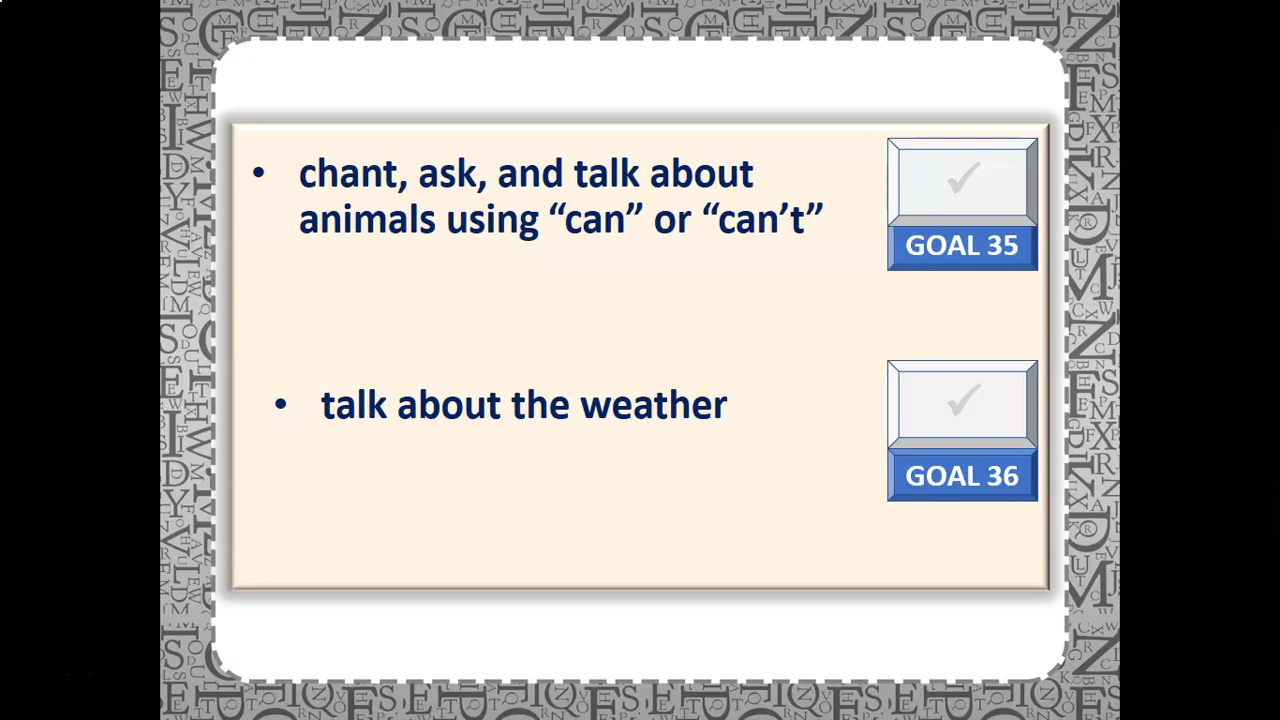 • chant, ask, and talk about
animals using “can” or “can’t”
GOAL 35
• talk about the weather
GOAL 36